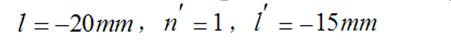 l = −20mm， n′ = 1， l′ = −15mm